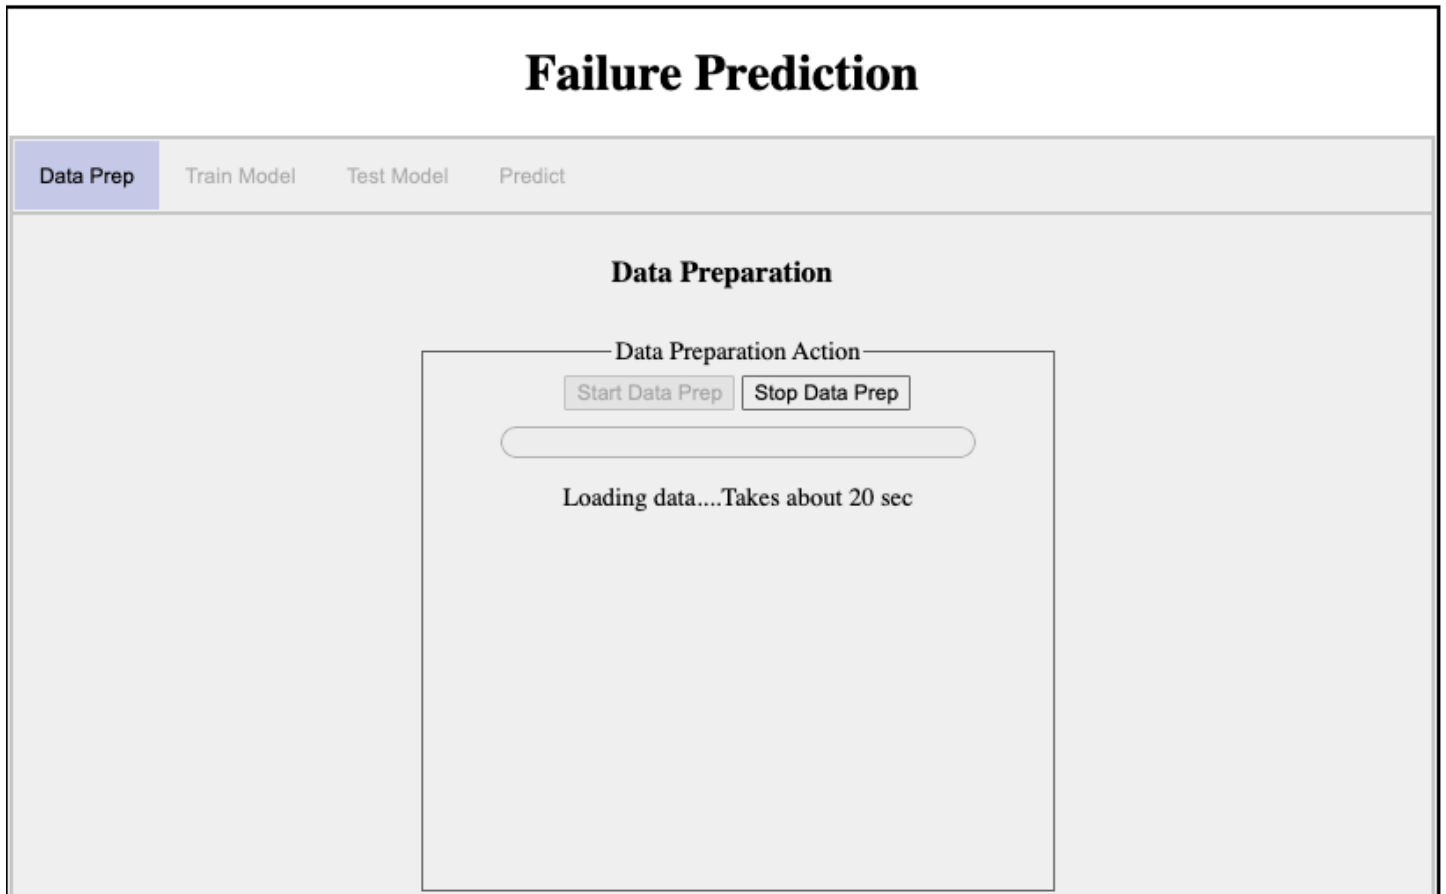 Failure Prediction
Data Prep Train Model Test Model Predict
Data Preparation
Data Preparation Action
Start Data Prep Stop Data Prep
Loading data....Takes about 20 sec